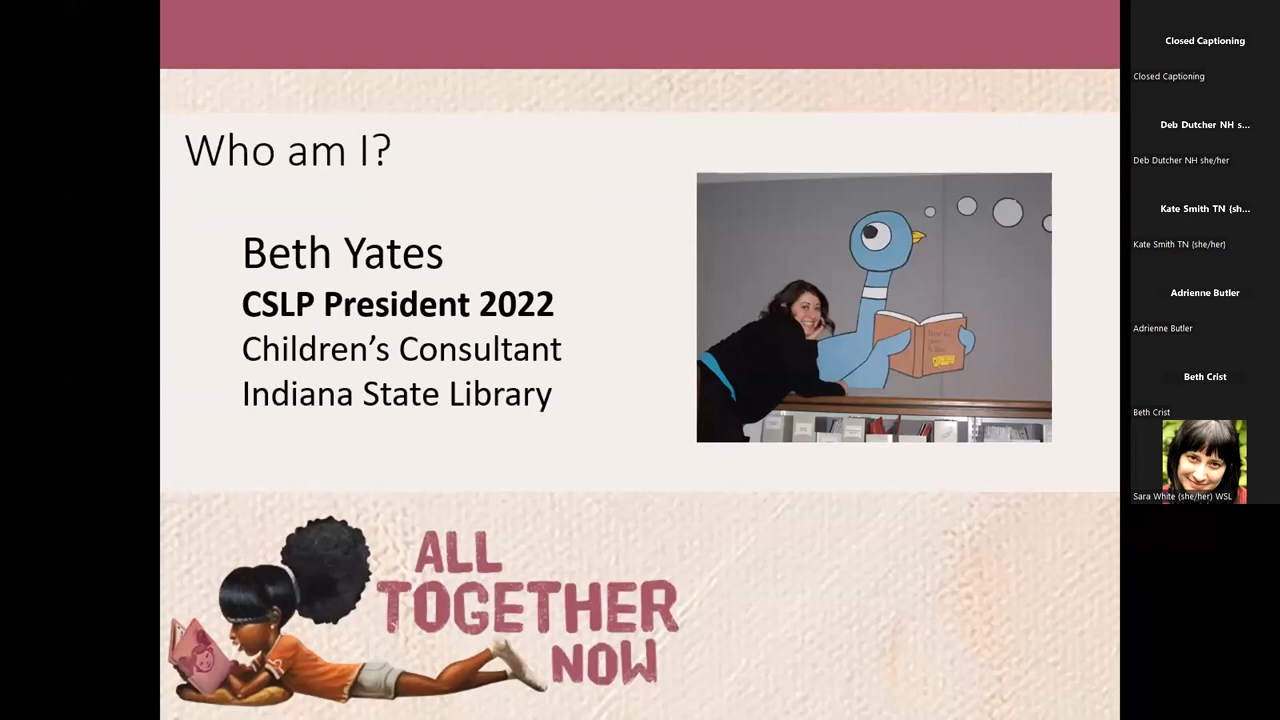 Who am I?
Beth Yates
CSLP President 2022
Children's Consultant
Indiana State Library
ALL
TOGETHER
NOW
Closed Captioning
Closed Captioning
Deb Dutcher NH s...
Deb Dutcher NH she/her
Kate Smith TN (sh...
Kate Smith TN (she/her)
Adrienne Butler
Adrienne Butler
Beth Crist
Beth Crist
Sara White (she/her) WSL